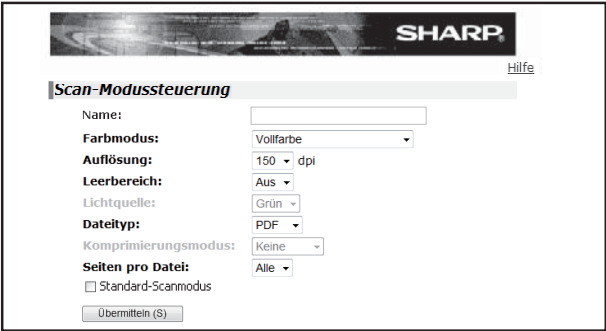 SHARP
Hilfe
Scan-Modussteuerung
Name:
Farbmodus: Vollfarbe
Auflösung: 150 dpi
Leerbereich: Aus
Lichtquelle: Grün
Dateityp: PDF
Komprimierungsmodus: Keine
Seiten pro Datei: Alle
Standard-Scanmodus
Übermitteln (S)